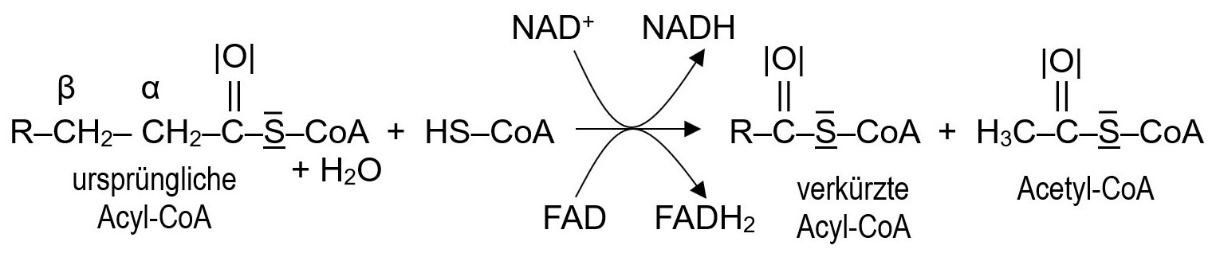 NAD⁺ NADH
|O| |O| |O|
β α || || ||
R–CH₂– CH₂–C–S̲̅–CoA + HS–CoA R–C–S̲̅–CoA + H₃C–C–S̲̅–CoA
+ H₂O
ursprüngliche verkürzte Acetyl-CoA
Acyl-CoA FAD FADH₂ Acyl-CoA